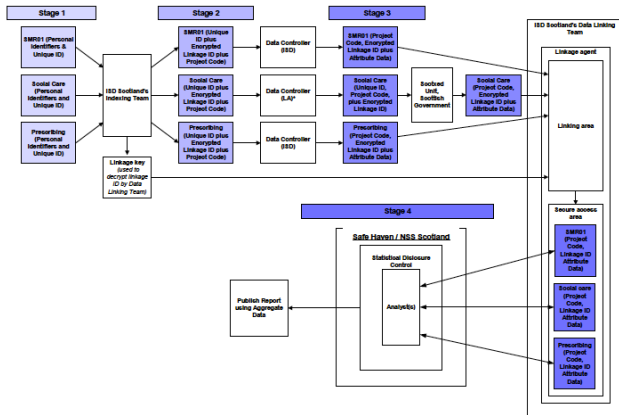 Stage 1
Stage 2
Stage 3
ISD Scotland's Data Linking
Team
SMR01 (Personal
Identifiers &
Unique ID)
Social Care
(Personal
Identifiers and
Unique ID)
Prescribing
(Personal
Identifiers and
Unique ID)
ISD Scotland's
Indexing
Team
Linkage key
(used to
decrypt linkage
ID by Data
Linking Team)
SMR01 (Unique
ID plus
Encrypted
Linkage ID plus
Project Code)
Social Care
(Unique ID plus
Encrypted
Linkage ID plus
Project Code)
Prescribing
(Unique ID plus
Encrypted
Linkage ID plus
Project Code)
Data Controller
(ISD)
Data Controller
(LA)*
Data Controller
(ISD)
SMR01 (Project
Code, Encrypted
Linkage ID plus
Attribute Data)
Social Care
(Unique ID,
Project Code,
plus Encrypted
Linkage ID)
Prescribing
(Project Code,
Encrypted
Linkage ID plus
Attribute Data)
Unit,
Scottish
Government
Social Care
(Project Code,
Encrypted
Linkage ID plus
Attribute Data)
Linkage agent
Linking area
Secure access
area
SMR01
(Project
Code,
Linkage ID
Attribute
Data)
Social care
(Project
Code,
Linkage ID
Attribute
Data)
Prescribing
(Project
Code,
Linkage ID
Attribute
Data)
Stage 4
Safe Haven / NSS Scotland
Statistical Disclosure
Control
Analyst(s)
Publish Report
using Aggregate
Data